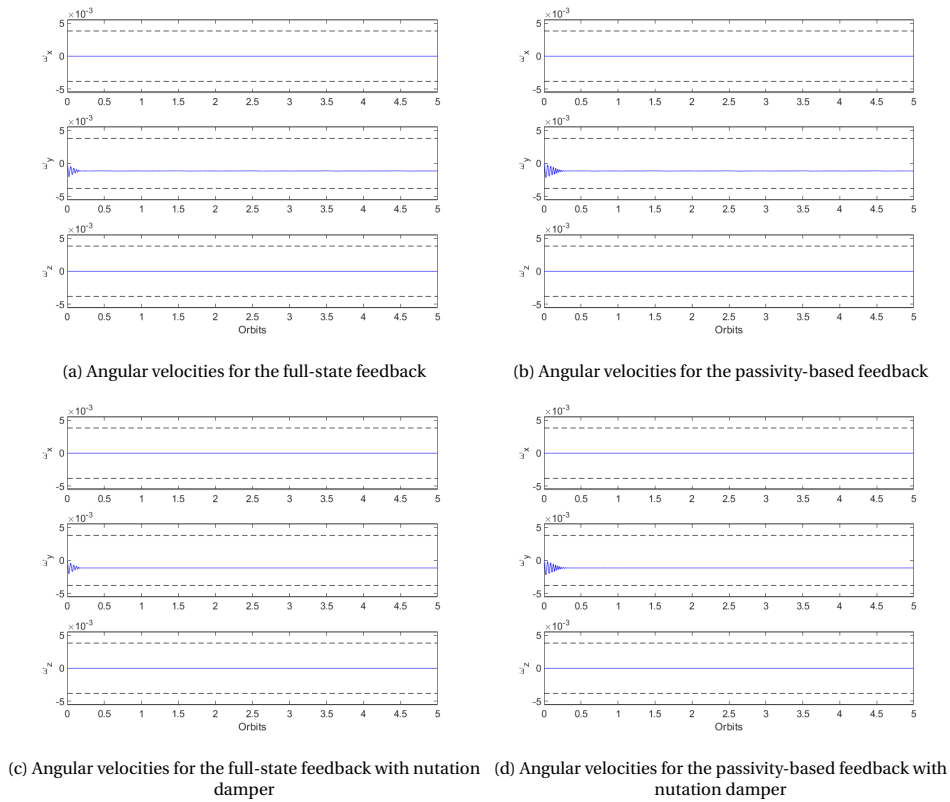 ×10⁻³
5
0
-5
ω_x
0 0.5 1 1.5 2 2.5 3 3.5 4 4.5 5
×10⁻³
5
0
-5
ω_y
0 0.5 1 1.5 2 2.5 3 3.5 4 4.5 5
×10⁻³
5
0
-5
ω_z
0 0.5 1 1.5 2 2.5 3 3.5 4 4.5 5
Orbits
(a) Angular velocities for the full-state feedback
×10⁻³
5
0
-5
ω_x
0 0.5 1 1.5 2 2.5 3 3.5 4 4.5 5
×10⁻³
5
0
-5
ω_y
0 0.5 1 1.5 2 2.5 3 3.5 4 4.5 5
×10⁻³
5
0
-5
ω_z
0 0.5 1 1.5 2 2.5 3 3.5 4 4.5 5
Orbits
(b) Angular velocities for the passivity-based feedback
×10⁻³
5
0
-5
ω_x
0 0.5 1 1.5 2 2.5 3 3.5 4 4.5 5
×10⁻³
5
0
-5
ω_y
0 0.5 1 1.5 2 2.5 3 3.5 4 4.5 5
×10⁻³
5
0
-5
ω_z
0 0.5 1 1.5 2 2.5 3 3.5 4 4.5 5
Orbits
(c) Angular velocities for the full-state feedback with nutation
damper
×10⁻³
5
0
-5
ω_x
0 0.5 1 1.5 2 2.5 3 3.5 4 4.5 5
×10⁻³
5
0
-5
ω_y
0 0.5 1 1.5 2 2.5 3 3.5 4 4.5 5
×10⁻³
5
0
-5
ω_z
0 0.5 1 1.5 2 2.5 3 3.5 4 4.5 5
Orbits
(d) Angular velocities for the passivity-based feedback with
nutation damper